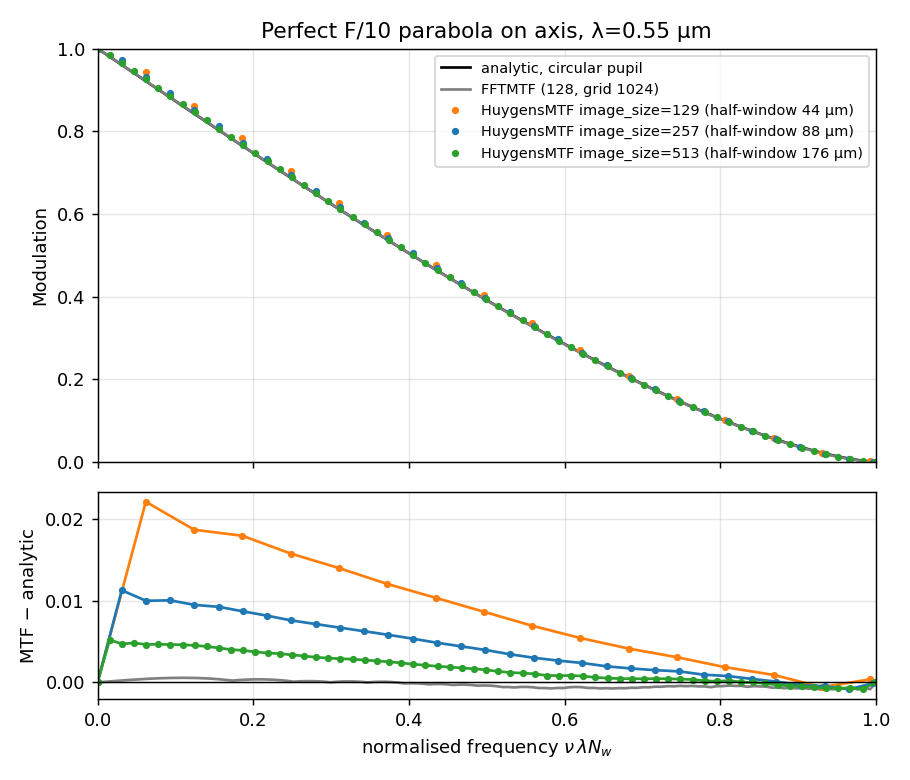 Perfect F/10 parabola on axis, λ=0.55 µm
1.0
0.8
0.6
0.4
0.2
0.0
Modulation
analytic, circular pupil
FFTMTF (128, grid 1024)
HuygensMTF image_size=129 (half-window 44 µm)
HuygensMTF image_size=257 (half-window 88 µm)
HuygensMTF image_size=513 (half-window 176 µm)
0.02
0.01
0.00
MTF − analytic
0.0 0.2 0.4 0.6 0.8 1.0
normalised frequency ν λN_w